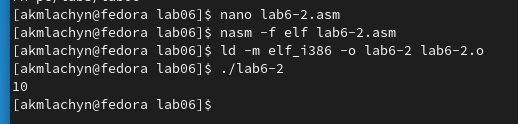 [akmlachyn@fedora lab06]$ nano lab6-2.asm
[akmlachyn@fedora lab06]$ nasm -f elf lab6-2.asm
[akmlachyn@fedora lab06]$ ld -m elf_i386 -o lab6-2 lab6-2.o
[akmlachyn@fedora lab06]$ ./lab6-2
10
[akmlachyn@fedora lab06]$